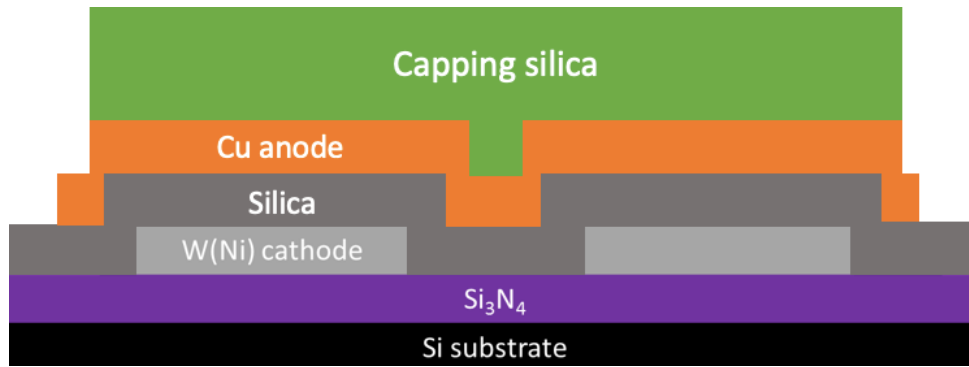 Capping silica
Cu anode
Silica
W(Ni) cathode
Si₃N₄
Si substrate